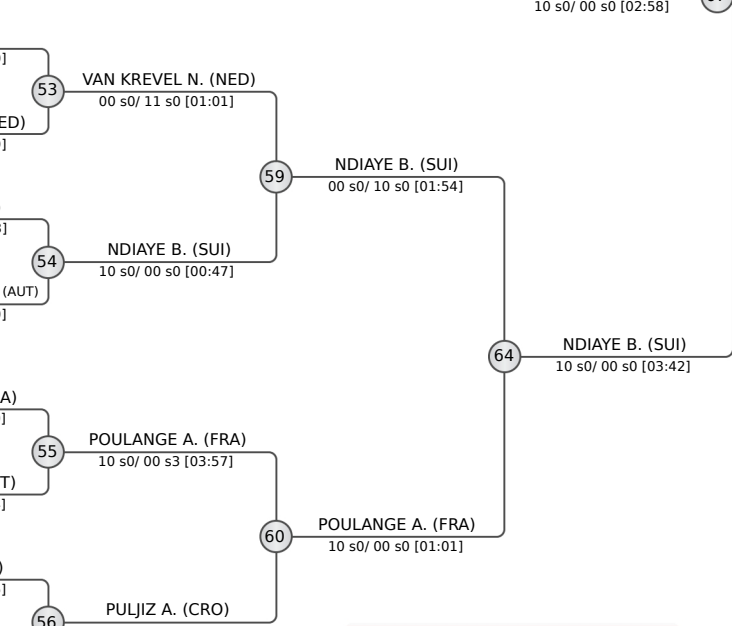 10 s0/ 00 s0 [02:58]
53
VAN KREVEL N. (NED)
00 s0/ 11 s0 [01:01]
ED)
59
NDIAYE B. (SUI)
00 s0/ 10 s0 [01:54]
54
NDIAYE B. (SUI)
10 s0/ 00 s0 [00:47]
(AUT)
64
NDIAYE B. (SUI)
10 s0/ 00 s0 [03:42]
A)
55
POULANGE A. (FRA)
10 s0/ 00 s3 [03:57]
T)
60
POULANGE A. (FRA)
10 s0/ 00 s0 [01:01]
56
PULJIZ A. (CRO)